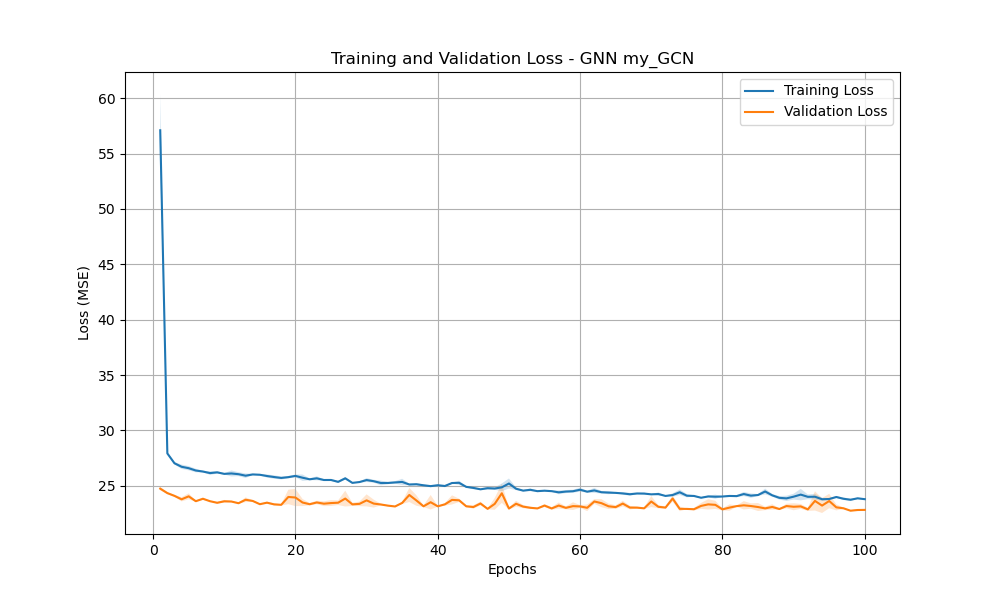 Training and Validation Loss - GNN my_GCN
Training Loss
Validation Loss
Loss (MSE)
60
55
50
45
40
35
30
25
0 20 40 60 80 100
Epochs